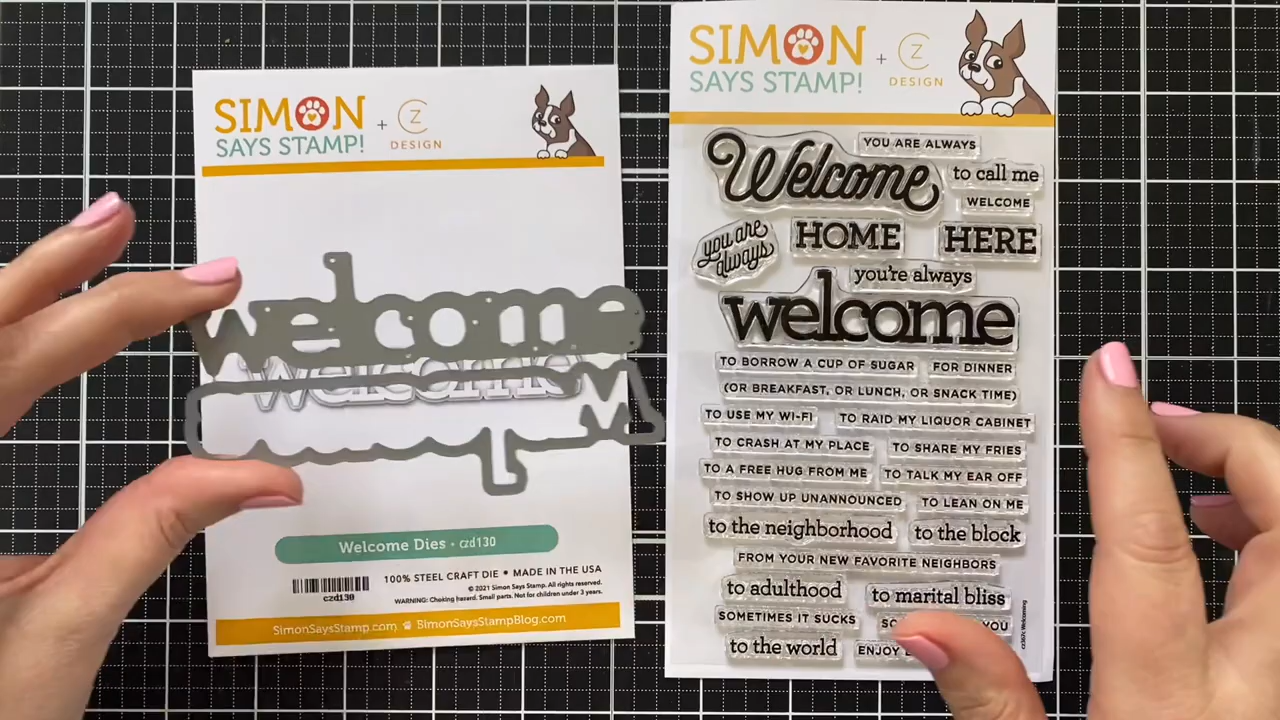 SIMON
SAYS STAMP!
+
CZ
DESIGN
welcome
Welcome Dies • czd130
czd130
100% STEEL CRAFT DIE • MADE IN THE USA
© 2021 Simon Says Stamp. All rights reserved.
WARNING: Choking hazard. Small parts. Not for children under 3 years.
SimonSaysStamp.com
SimonSaysStampBlog.com
SIMON
SAYS STAMP!
+
CZ
DESIGN
Welcome
YOU ARE ALWAYS
to call me
WELCOME
you are
always
HOME
HERE
you're always
welcome
TO BORROW A CUP OF SUGAR
FOR DINNER
(OR BREAKFAST, OR LUNCH, OR SNACK TIME)
TO USE MY WI-FI
TO RAID MY LIQUOR CABINET
TO CRASH AT MY PLACE
TO SHARE MY FRIES
TO A FREE HUG FROM ME
TO TALK MY EAR OFF
TO SHOW UP UNANNOUNCED
TO LEAN ON ME
to the neighborhood
to the block
FROM YOUR NEW FAVORITE NEIGHBORS
to adulthood
to marital bliss
SOMETIMES IT SUCKS
YOU
to the world
ENJOY